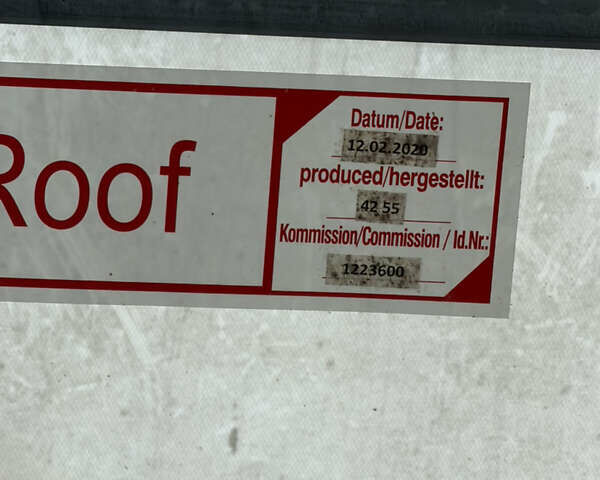 Roof
Datum/Date:
12.02.2020
produced/hergestellt:
42 55
Kommission/Commission / Id.Nr.:
1223600